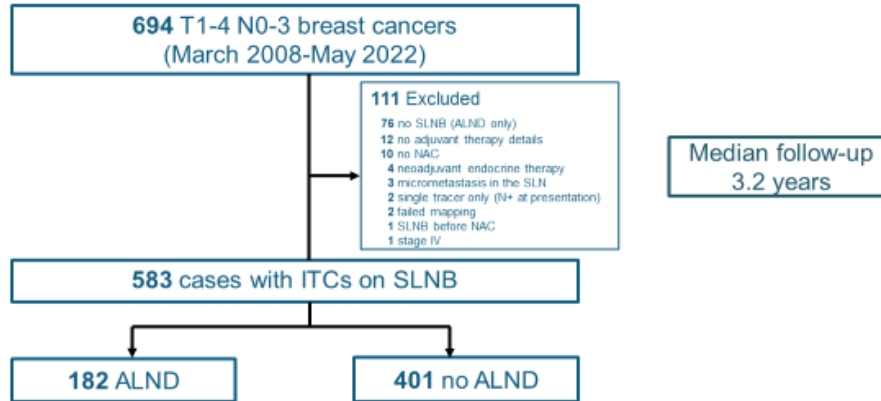 694 T1-4 N0-3 breast cancers
(March 2008-May 2022)
111 Excluded
76 no SLNB (ALND only)
12 no adjuvant therapy details
10 no NAC
4 neoadjuvant endocrine therapy
3 micrometastasis in the SLN
2 single tracer only (N+ at presentation)
2 failed mapping
1 SLNB before NAC
1 stage IV
Median follow-up
3.2 years
583 cases with ITCs on SLNB
182 ALND
401 no ALND